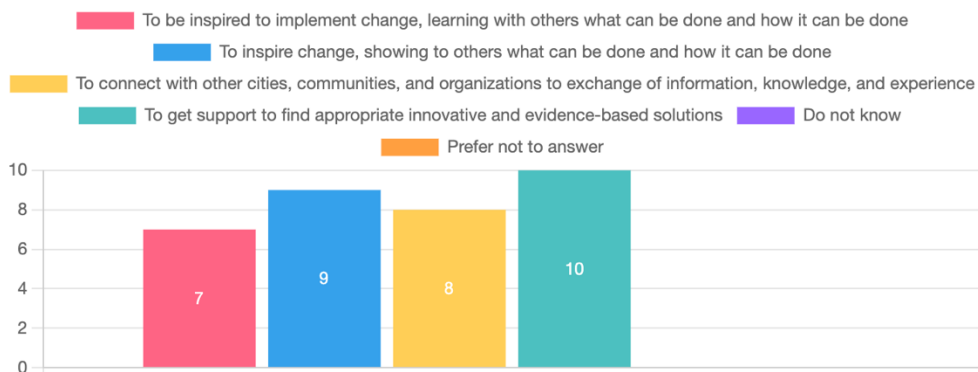 To be inspired to implement change, learning with others what can be done and how it can be done
To inspire change, showing to others what can be done and how it can be done
To connect with other cities, communities, and organizations to exchange of information, knowledge, and experience
To get support to find appropriate innovative and evidence-based solutions Do not know
Prefer not to answer
10
8
6
4
2
0
7
9
8
10